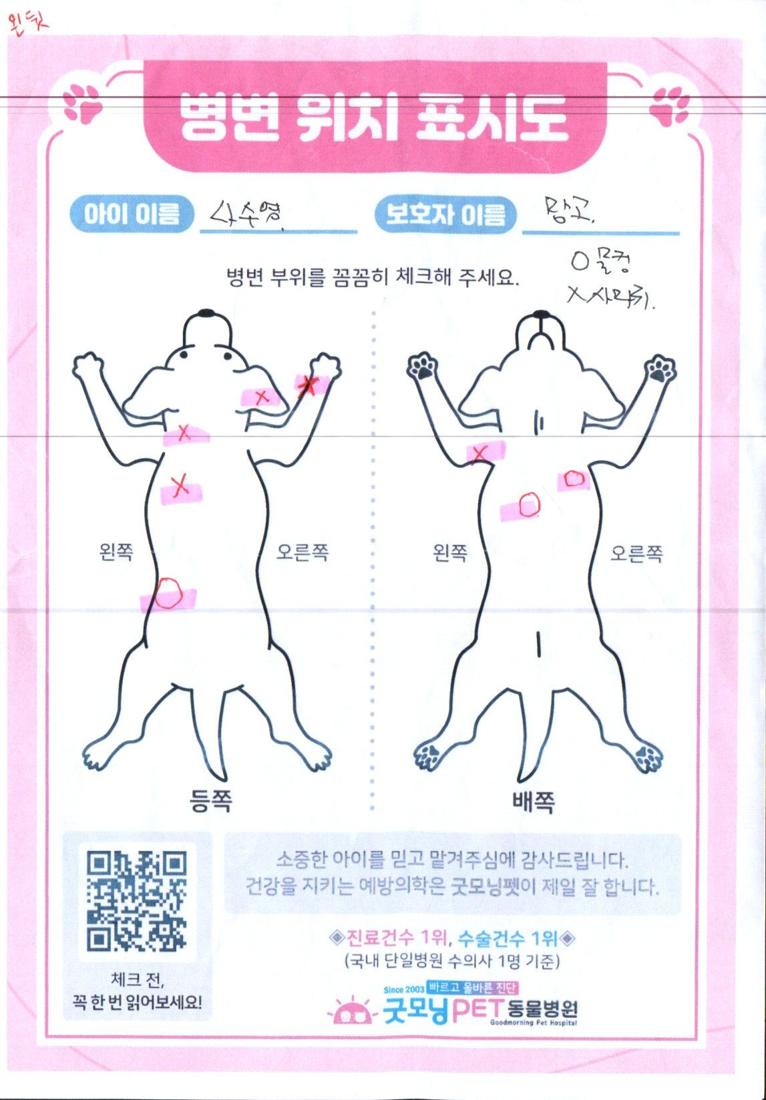 왼뒷
병변 위치 표시도
아이 이름 사수영.
보호자 이름 망고.
병변 부위를 꼼꼼히 체크해 주세요.
O 물컹
X 사마귀.
왼쪽 오른쪽 왼쪽 오른쪽
등쪽 배쪽
소중한 아이를 믿고 맡겨주심에 감사드립니다.
건강을 지키는 예방의학은 굿모닝펫이 제일 잘 합니다.
체크 전,
꼭 한 번 읽어보세요!
◈진료건수 1위, 수술건수 1위◈
(국내 단일병원 수의사 1명 기준)
Since 2003 빠르고 올바른 진단
굿모닝PET동물병원
Goodmorning Pet Hospital